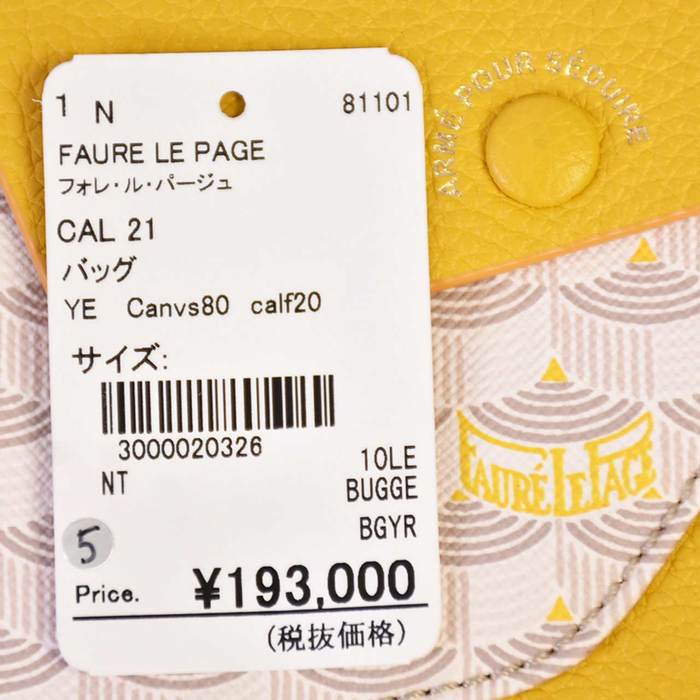 1 N 81101
FAURE LE PAGE
フォレ・ル・パージュ
CAL 21
バッグ
YE Canvs80 calf20
サイズ:
3000020326
NT 10LE
BUGGE
BGYR
5
Price. ¥193,000
(税抜価格)
ARMÉ POUR SÉDUIRE
FAURÉ LE PAGE